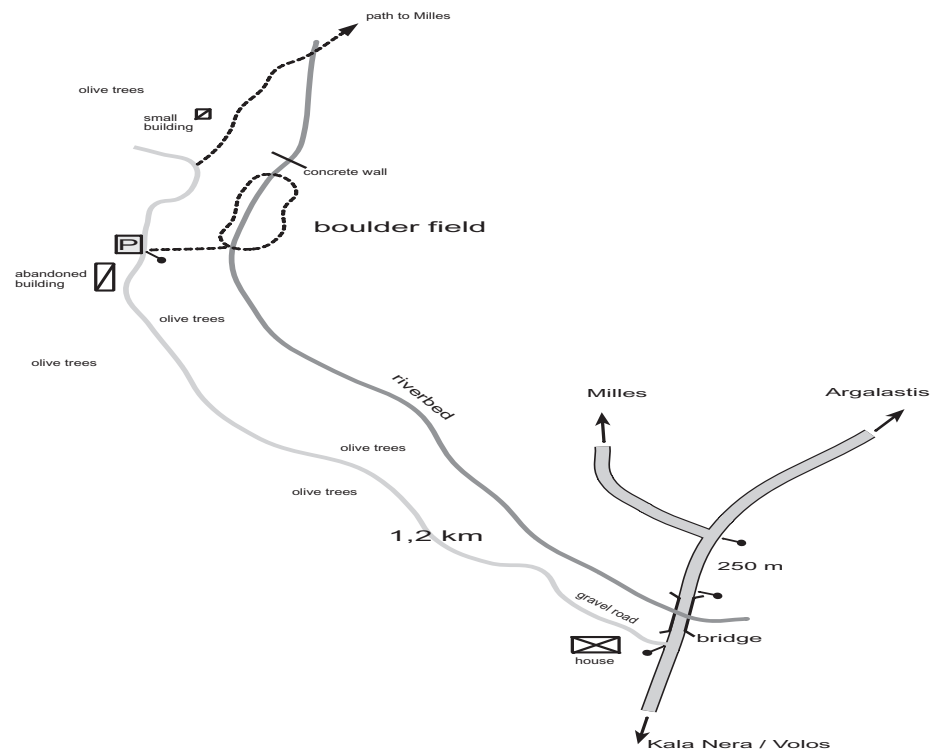 path to Milles
olive trees
small
building
concrete wall
boulder field
P
abandoned
building
olive trees
olive trees
riverbed
Milles
Argalastis
olive trees
olive trees
1,2 km
250 m
gravel road
bridge
house
Kala Nera / Volos